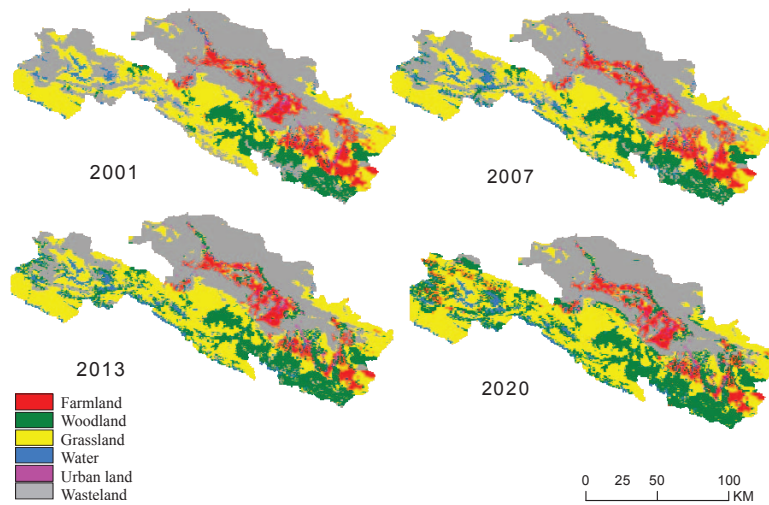 2001
2007
2013
2020
Farmland
Woodland
Grassland
Water
Urban land
Wasteland
0 25 50 100
KM